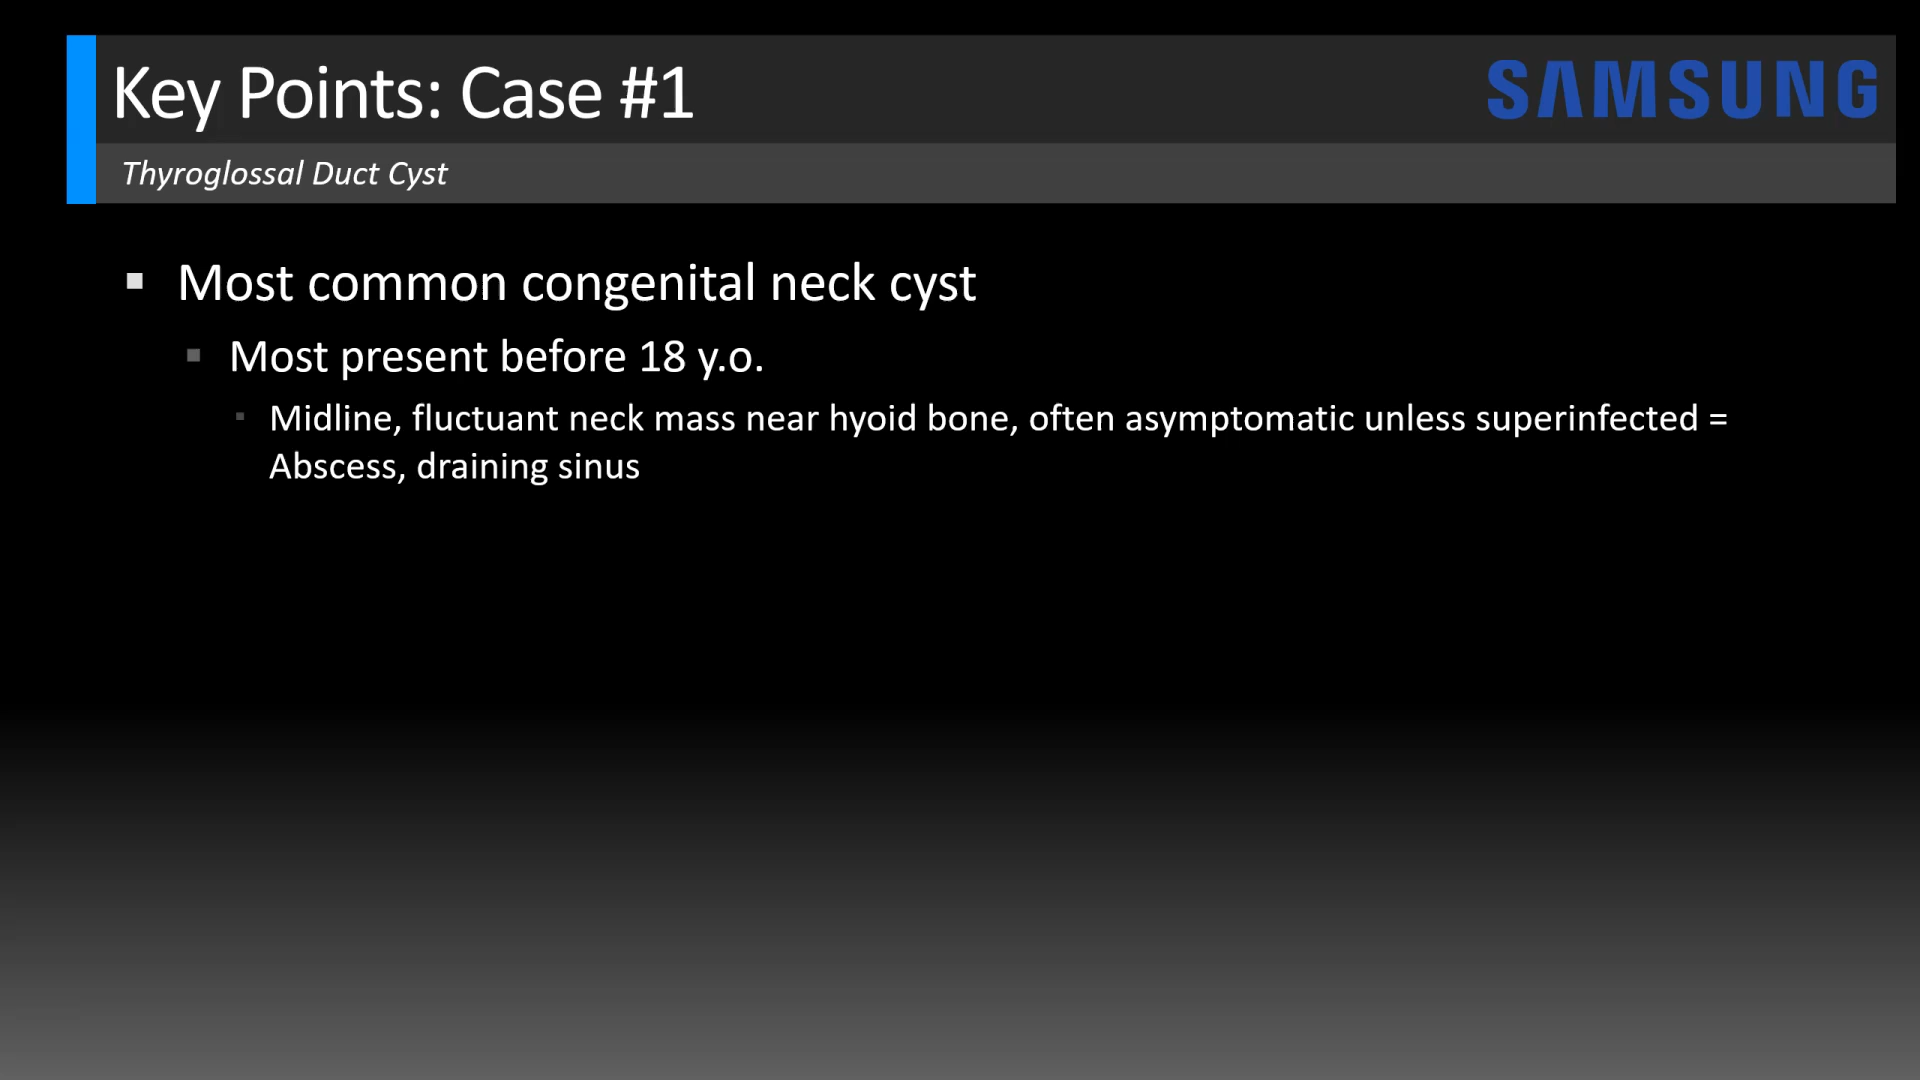 Key Points: Case #1
SAMSUNG
Thyroglossal Duct Cyst
▪ Most common congenital neck cyst
▪ Most present before 18 y.o.
▪ Midline, fluctuant neck mass near hyoid bone, often asymptomatic unless superinfected =
Abscess, draining sinus